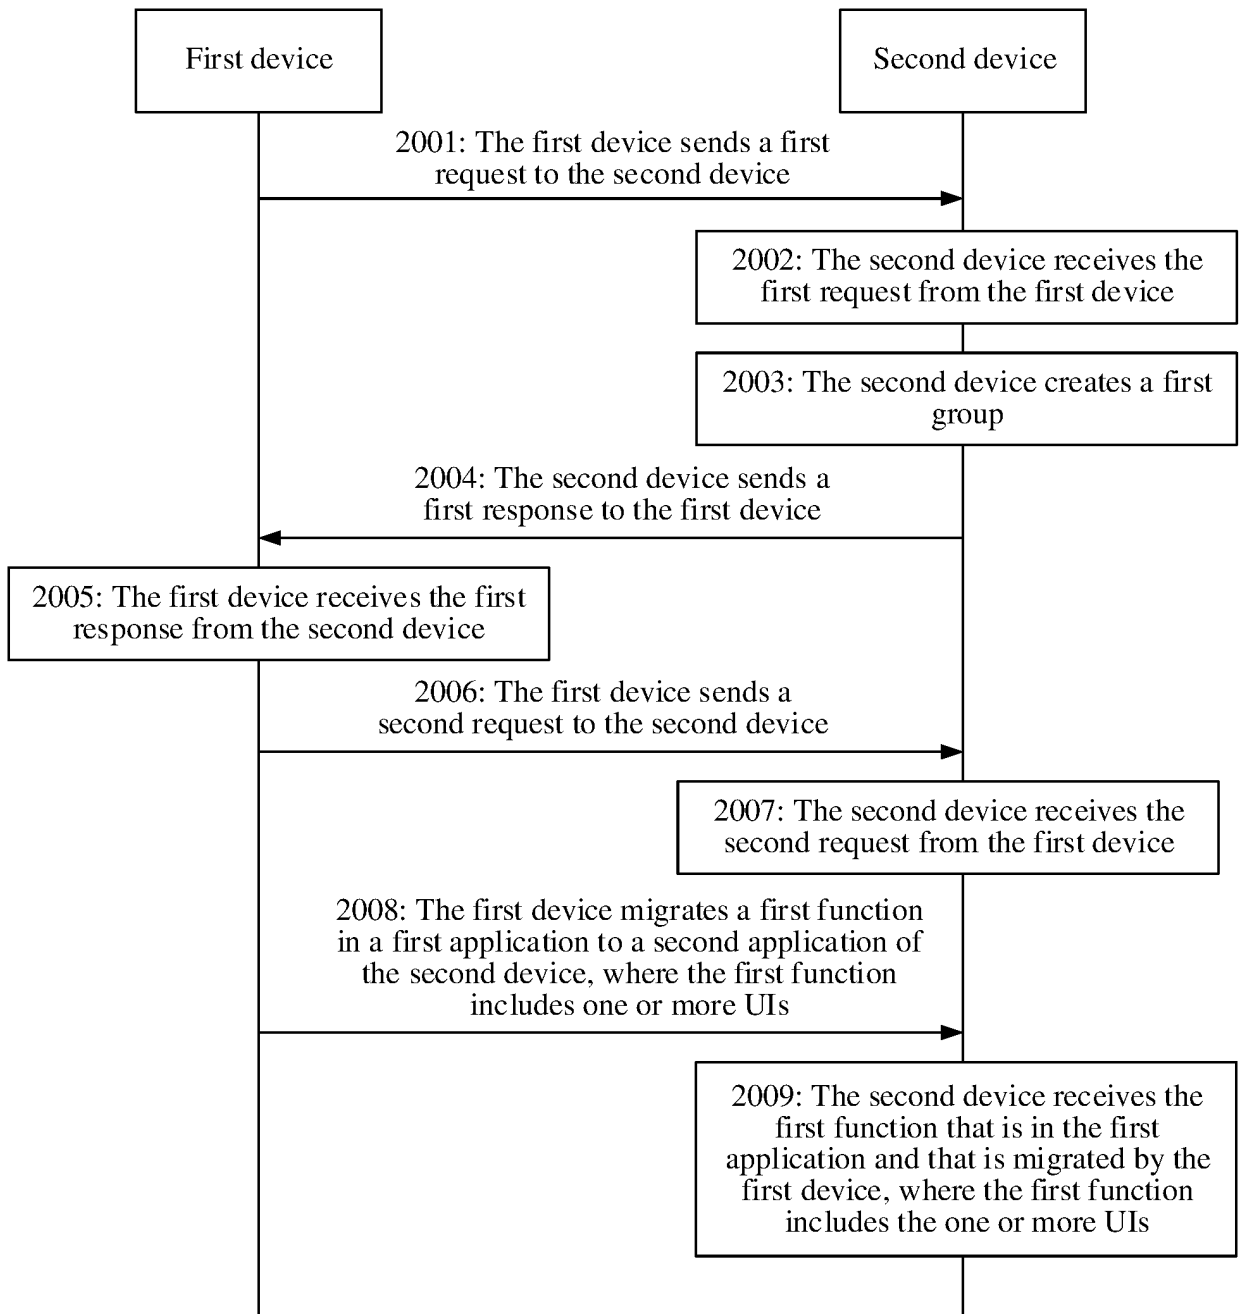 First device
Second device
2001: The first device sends a first
request to the second device
2002: The second device receives the
first request from the first device
2003: The second device creates a first
group
2004: The second device sends a
first response to the first device
2005: The first device receives the first
response from the second device
2006: The first device sends a
second request to the second device
2007: The second device receives the
second request from the first device
2008: The first device migrates a first function
in a first application to a second application of
the second device, where the first function
includes one or more UIs
2009: The second device receives the
first function that is in the first
application and that is migrated by the
first device, where the first function
includes the one or more UIs